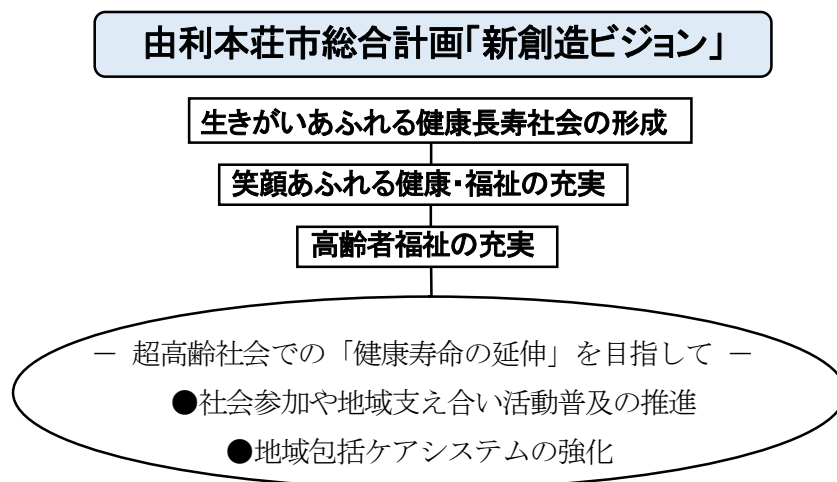 由利本荘市総合計画「新創造ビジョン」
生きがいあふれる健康長寿社会の形成
笑顔あふれる健康・福祉の充実
高齢者福祉の充実
－ 超高齢社会での「健康寿命の延伸」を目指して －
●社会参加や地域支え合い活動普及の推進
●地域包括ケアシステムの強化